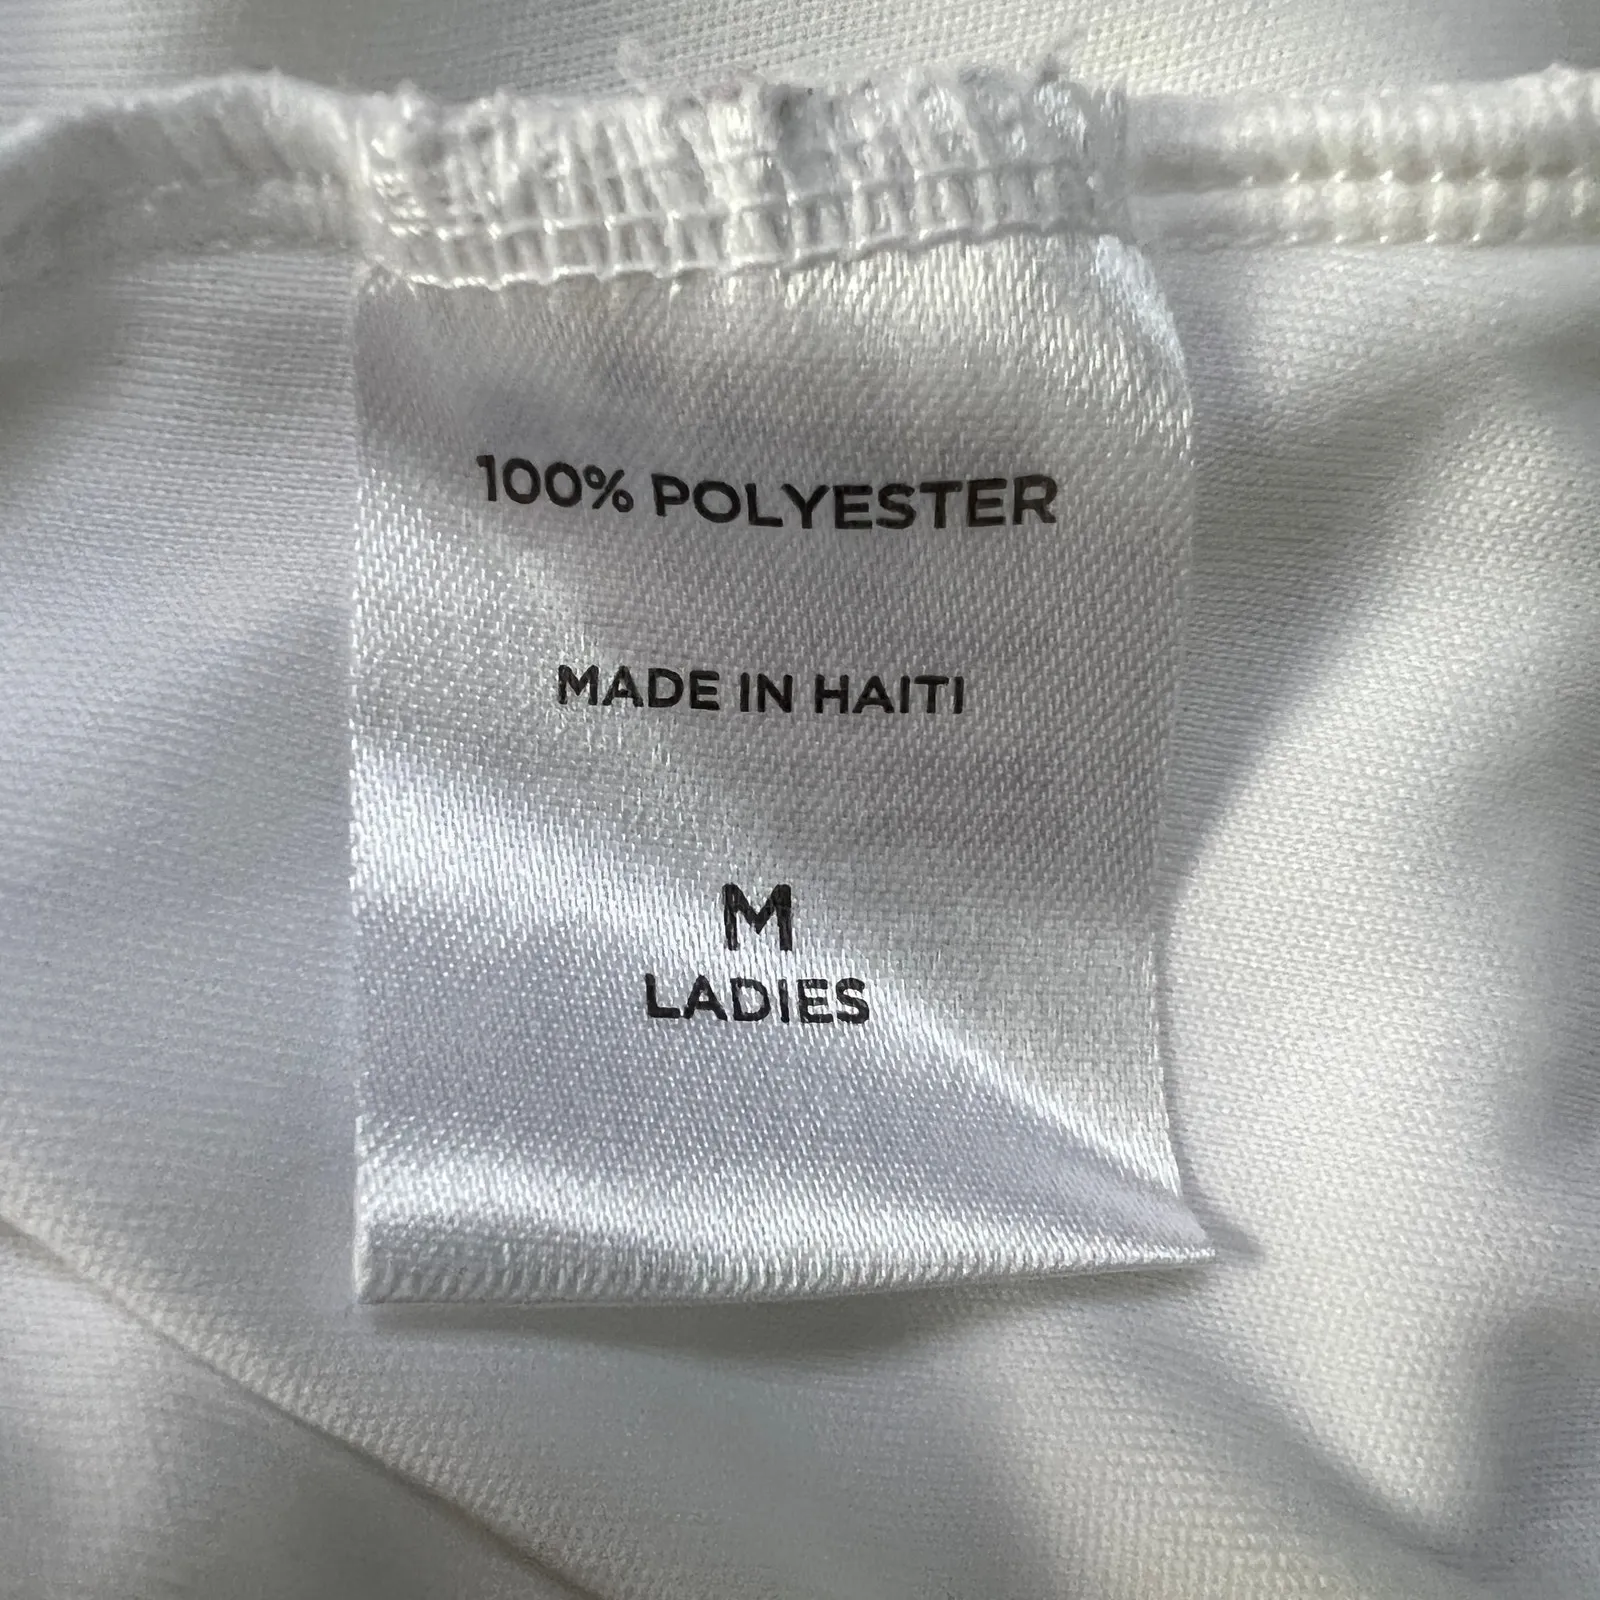 100% POLYESTER
MADE IN HAITI
M
LADIES